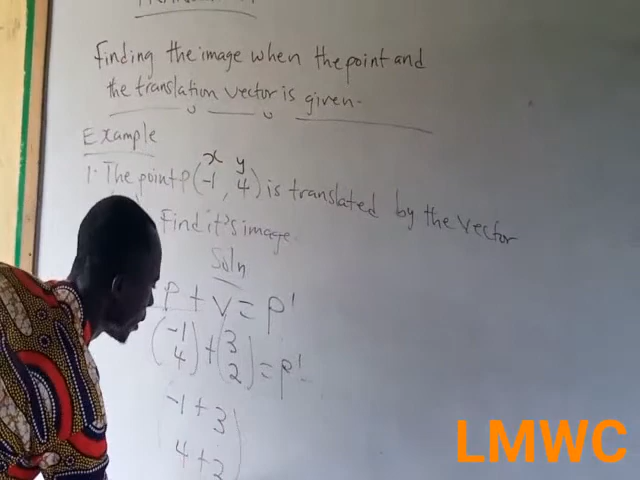 Finding the image when the point and
the translation vector is given.
Example
x y
1. The point P(-1, 4) is translated by the vector
Find it's image.
Soln
P + V = P'
(-1 4) + (3 2) = P'
-1 + 3
4 + 2
LMWC